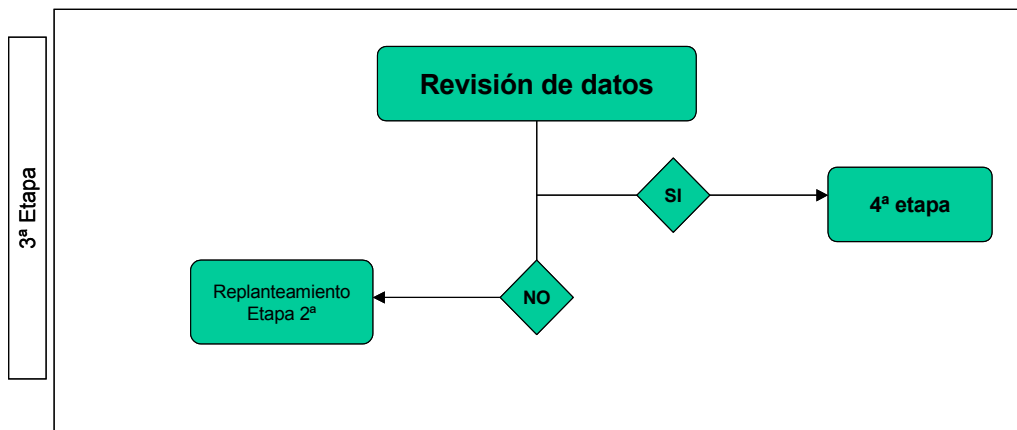 3ª Etapa
Revisión de datos
SI
4ª etapa
Replanteamiento
Etapa 2ª
NO